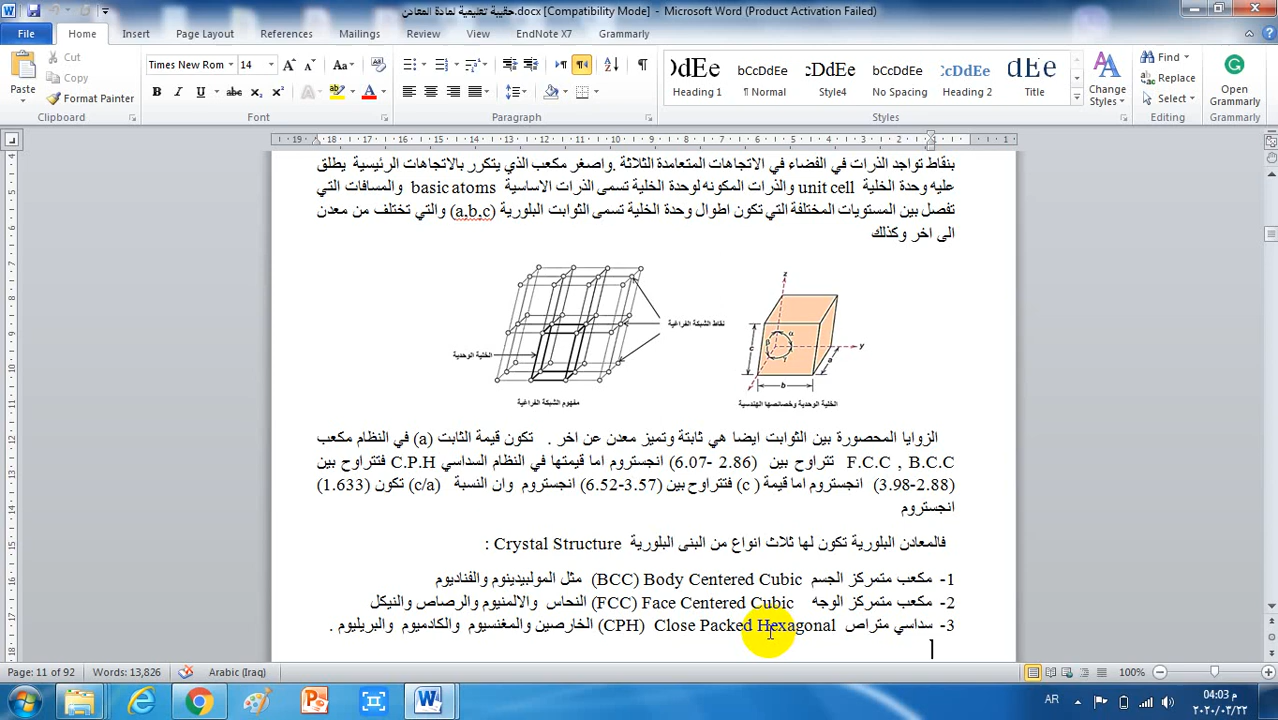 حقيبة تعليمية لمادة المعادن.docx [Compatibility Mode] - Microsoft Word (Product Activation Failed)
File Home Insert Page Layout References Mailings Review View EndNote X7 Grammarly
Cut
Copy
Format Painter
Paste
Clipboard
Times New Rom 14
Font
Paragraph
Heading 1
¶ Normal
Style4
No Spacing
Heading 2
Title
Styles
Change Styles
Find
Replace
Select
Editing
Open Grammarly
Grammarly
بنقاط تواجد الذرات في الفضاء في الاتجاهات المتعامدة الثلاثة .واصغر مكعب الذي يتكرر بالاتجاهات الرئيسية يطلق
عليه وحدة الخلية unit cell والذرات المكونه لوحدة الخلية تسمى الذرات الاساسية basic atoms والمسافات التي
تفصل بين المستويات المختلفة التي تكون اطوال وحدة الخلية تسمى الثوابت البلورية (a,b,c) والتي تختلف من معدن
الى اخر وكذلك
نقاط الشبكة الفراغية
الخلية الوحدية
مفهوم الشبكة الفراغية
z
y
c
b
a
α
β
γ
الخلية الوحدية وخصائصها الهندسية
الزوايا المحصورة بين الثوابت ايضا هي ثابتة وتميز معدن عن اخر . تكون قيمة الثابت (a) في النظام مكعب
F.C.C , B.C.C تتراوح بين (2.86 -6.07) انجستروم اما قيمتها في النظام السداسي C.P.H فتتراوح بين
(3.98-2.88) انجستروم اما قيمة ( c) فتتراوح بين (3.57-6.52) انجستروم وان النسبة (c/a) تكون (1.633)
انجستروم
فالمعادن البلورية تكون لها ثلاث انواع من البنى البلورية Crystal Structure :
1- مكعب متمركز الجسم Body Centered Cubic (BCC) مثل المولبيدينوم والفناديوم
2- مكعب متمركز الوجه Face Centered Cubic (FCC) النحاس والالمنيوم والرصاص والنيكل
3- سداسي متراص Close Packed Hexagonal (CPH) الخارصين والمغنسيوم والكادميوم والبريليوم .
Page: 11 of 92 Words: 13,826 Arabic (Iraq) 100%
AR
04:03 م
٢٠٢٠/٠٣/٢٢